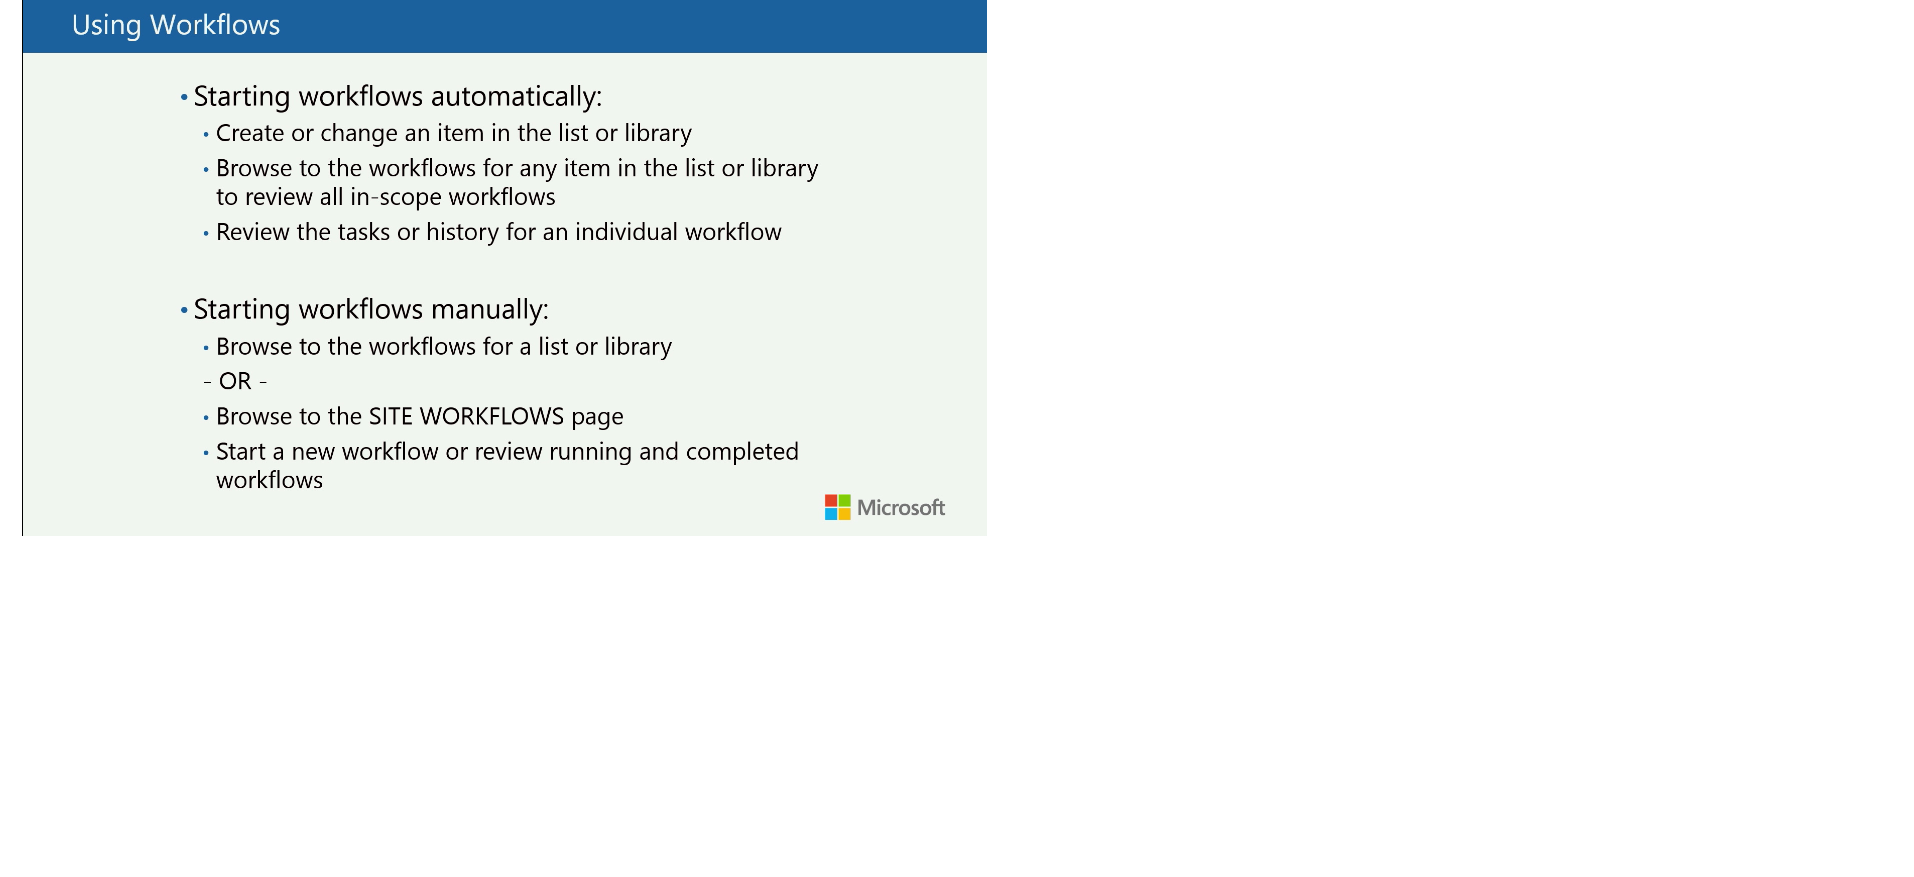 Using Workflows
• Starting workflows automatically:
• Create or change an item in the list or library
• Browse to the workflows for any item in the list or library
to review all in-scope workflows
• Review the tasks or history for an individual workflow
• Starting workflows manually:
• Browse to the workflows for a list or library
- OR -
• Browse to the SITE WORKFLOWS page
• Start a new workflow or review running and completed
workflows
Microsoft